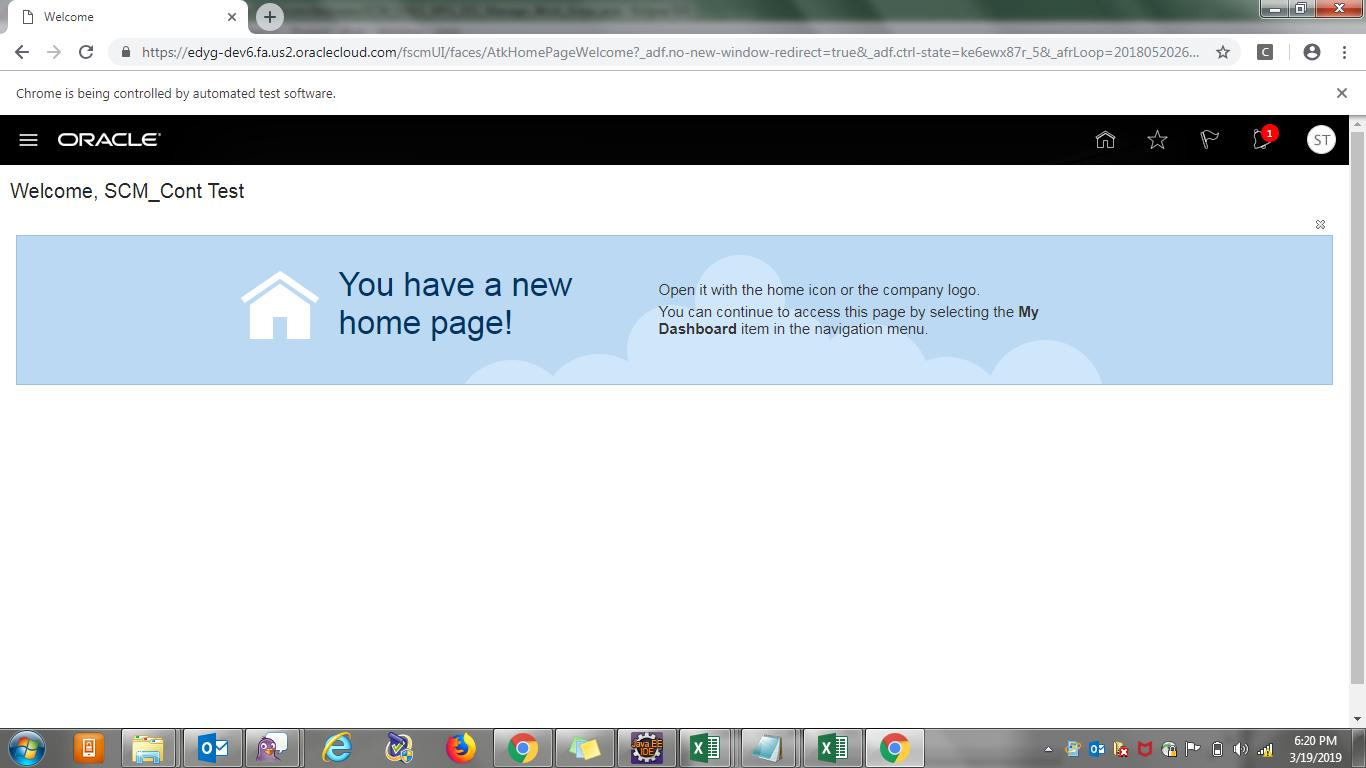 Welcome
https://edyg-dev6.fa.us2.oraclecloud.com/fscmUI/faces/AtkHomePageWelcome?_adf.no-new-window-redirect=true&_adf.ctrl-state=ke6ewx87r_5&_afrLoop=2018052026...
C
Chrome is being controlled by automated test software.
ORACLE
1
ST
Welcome, SCM_Cont Test
You have a new
home page!
Open it with the home icon or the company logo.
You can continue to access this page by selecting the My
Dashboard item in the navigation menu.
Java EE
IDE
6:20 PM
3/19/2019